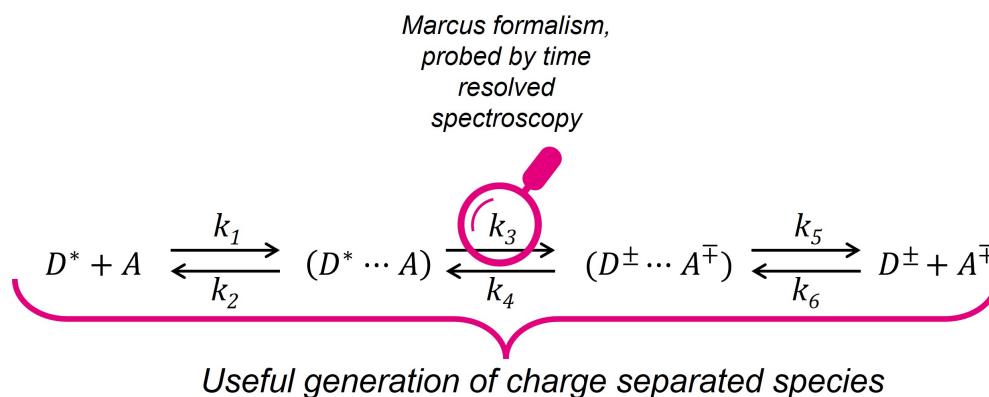 Marcus formalism,
probed by time
resolved
spectroscopy
k₁ k₃ k₅
D* + A (D* ⋯ A) (D± ⋯ A∓) D± + A∓
k₂ k₄ k₆
Useful generation of charge separated species